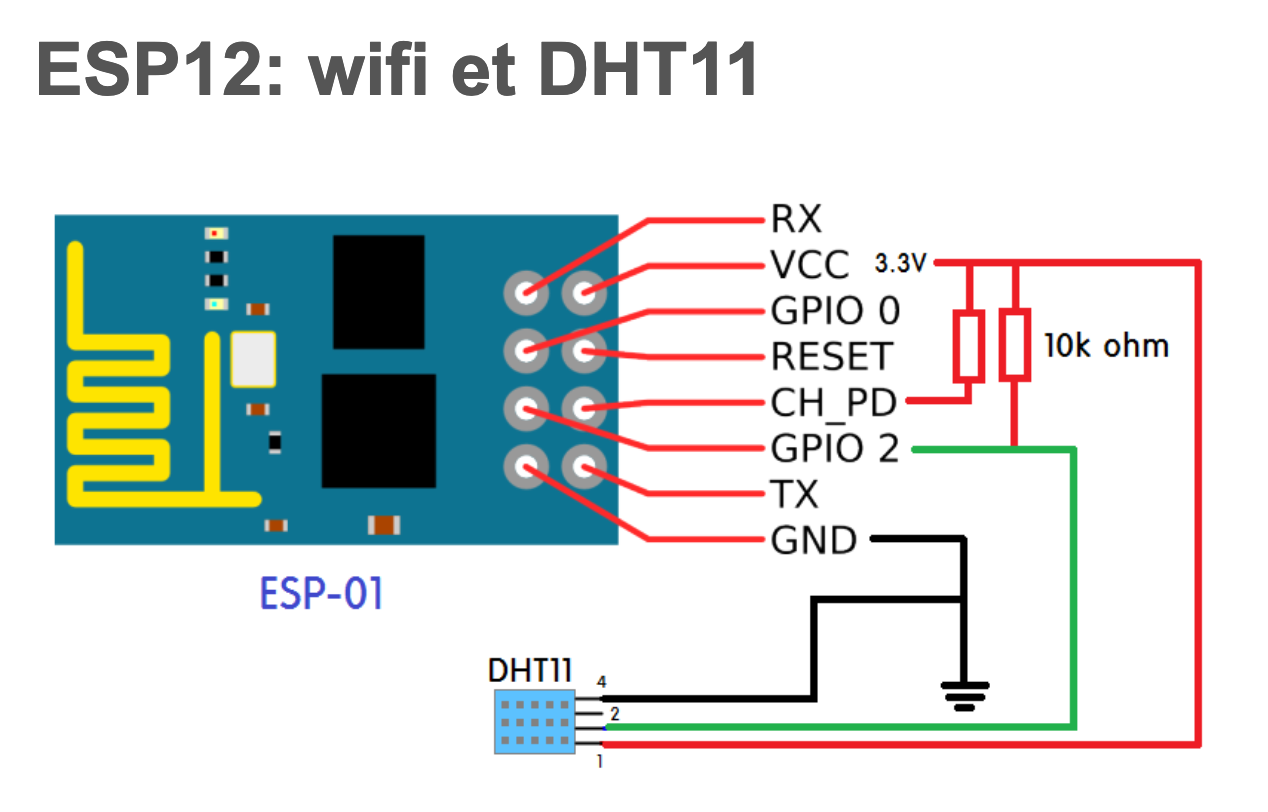 ESP12: wifi et DHT11
RX
VCC 3.3V
GPIO 0
RESET
10k ohm
CH_PD
GPIO 2
TX
GND
ESP-01
DHT11
4
2
1